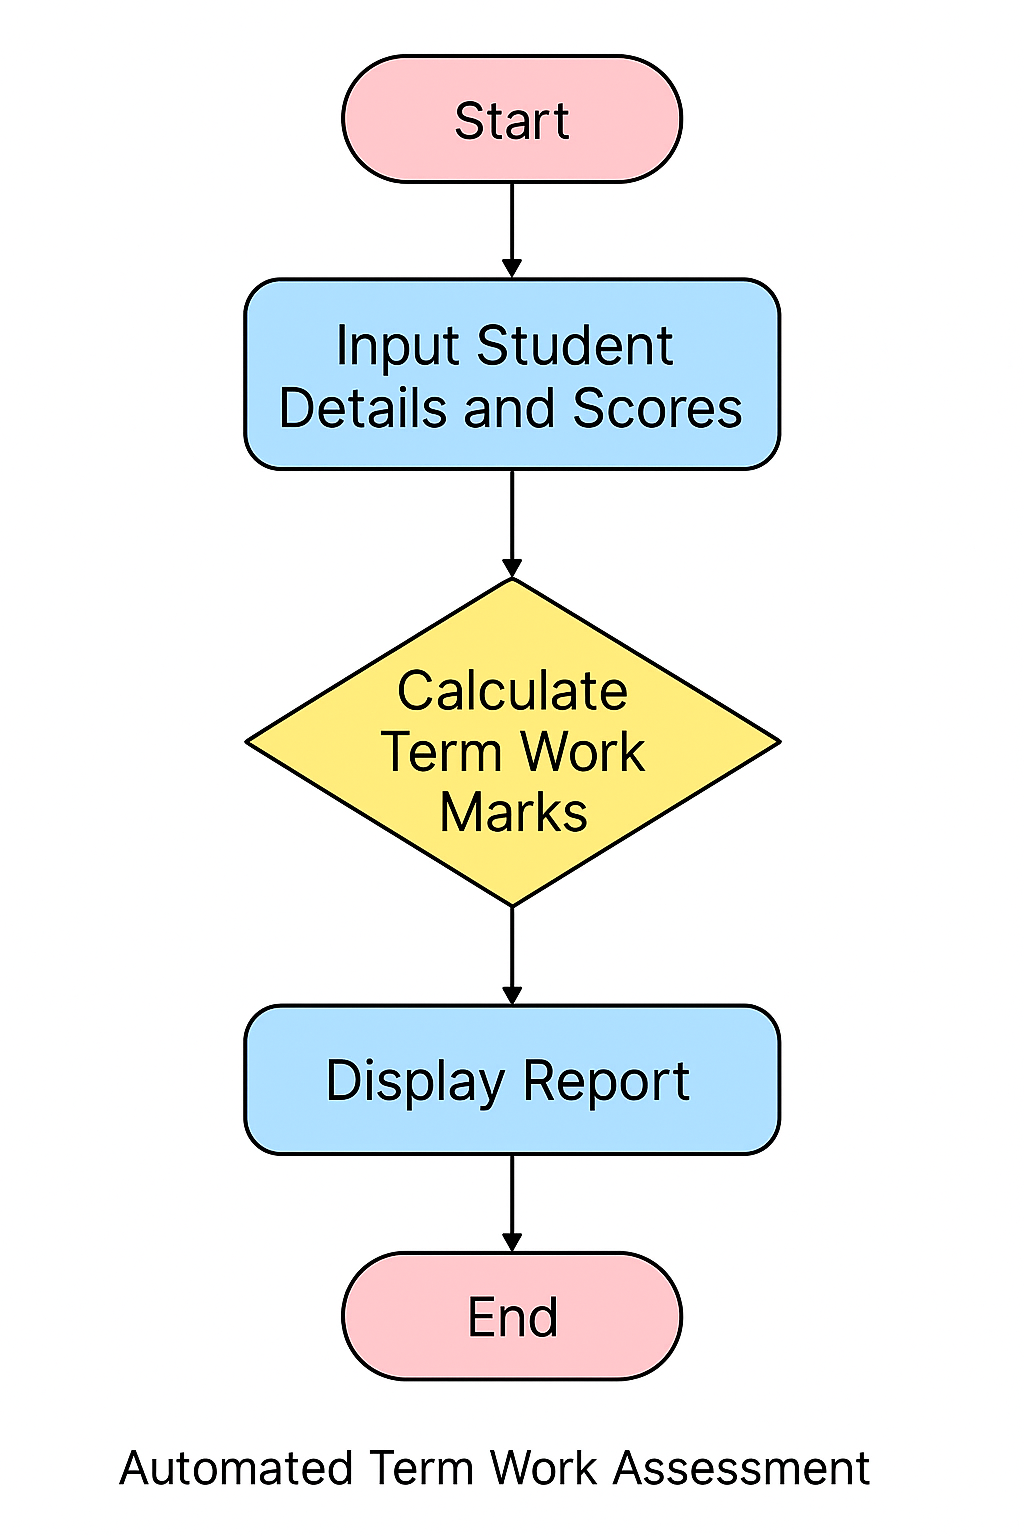 Start
Input Student
Details and Scores
Calculate
Term Work
Marks
Display Report
End
Automated Term Work Assessment